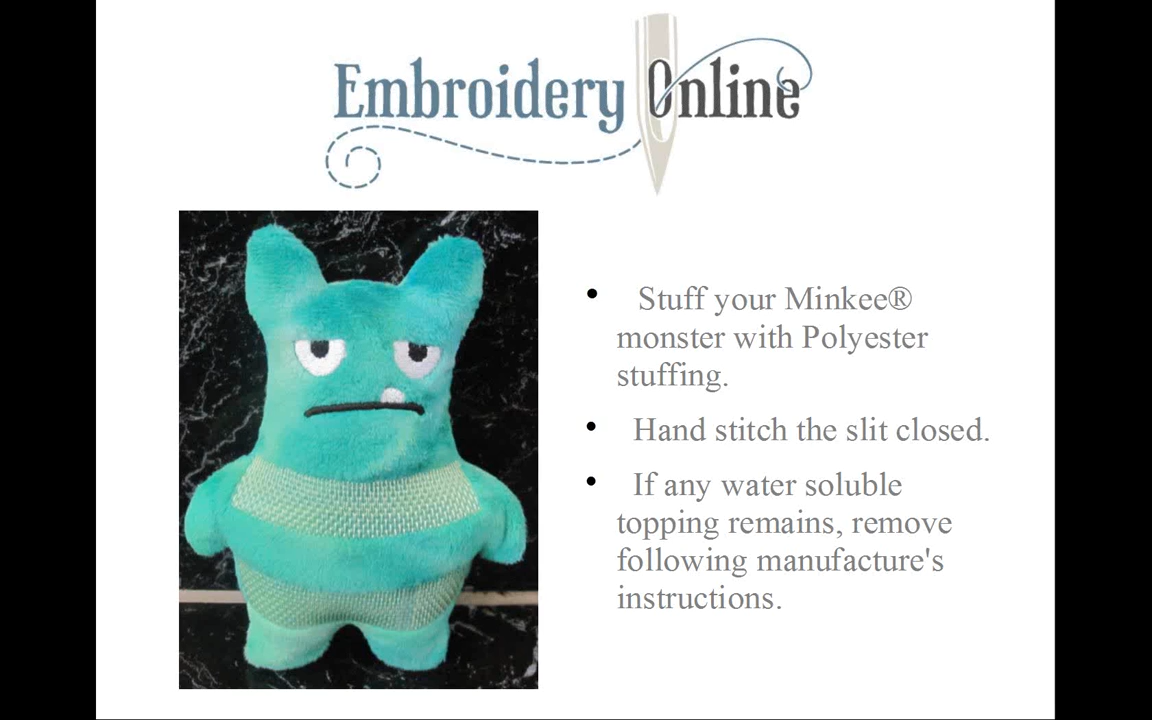 Embroidery Online
• Stuff your Minkee®
monster with Polyester
stuffing.
• Hand stitch the slit closed.
• If any water soluble
topping remains, remove
following manufacture's
instructions.